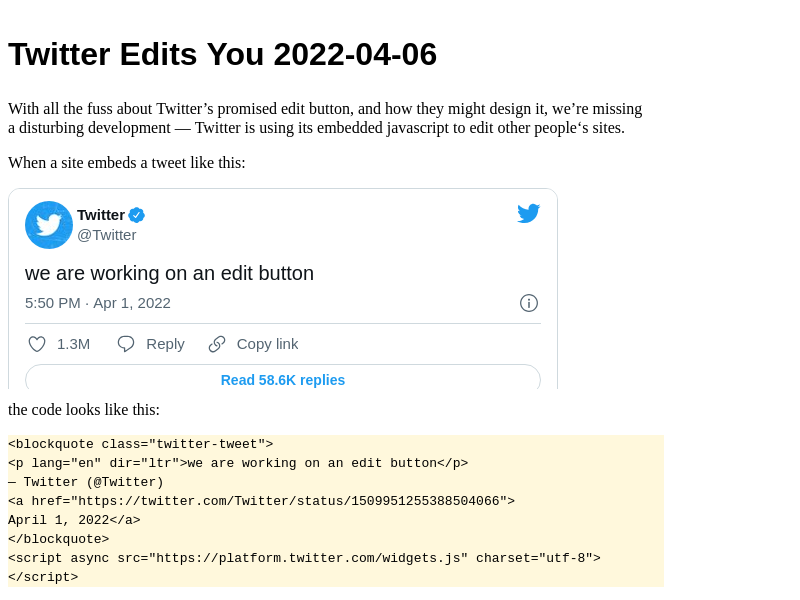 Twitter Edits You 2022-04-06
With all the fuss about Twitter’s promised edit button, and how they might design it, we’re missing
a disturbing development — Twitter is using its embedded javascript to edit other people‘s sites.
When a site embeds a tweet like this:
Twitter
@Twitter
we are working on an edit button
5:50 PM · Apr 1, 2022
1.3M Reply Copy link
Read 58.6K replies
the code looks like this:
<blockquote class="twitter-tweet">
<p lang="en" dir="ltr">we are working on an edit button</p>
— Twitter (@Twitter)
<a href="https://twitter.com/Twitter/status/1509951255388504066">
April 1, 2022</a>
</blockquote>
<script async src="https://platform.twitter.com/widgets.js" charset="utf-8">
</script>